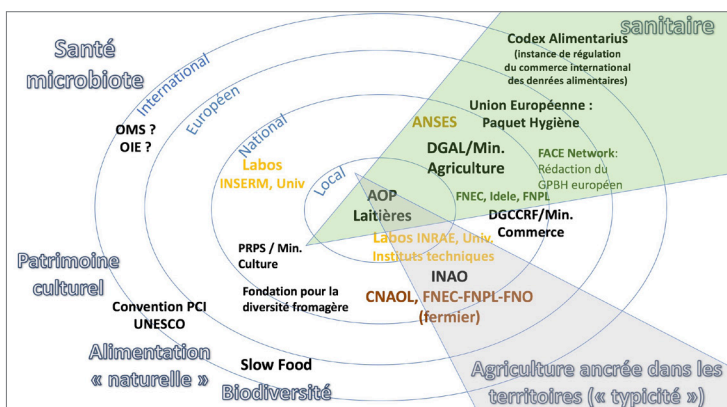 Santé
microbiote
sanitaire
Codex Alimentarius
(instance de régulation
du commerce international
des denrées alimentaires)
International
Européen
National
Local
OMS ?
OIE ?
Union Européenne :
Paquet Hygiène
ANSES
DGAL/Min.
Agriculture
FACE Network:
Rédaction du
GPBH européen
Labos
INSERM, Univ
AOP
Laitières
FNEC, Idele, FNPL
DGCCRF/Min.
Commerce
Labos INRAE, Univ.
Instituts techniques
PRPS / Min.
Culture
INAO
Patrimoine
culturel
Fondation pour la
diversité fromagère
CNAOL, FNEC-FNPL-FNO
(fermier)
Convention PCI
UNESCO
Alimentation
« naturelle »
Slow Food
Biodiversité
Agriculture ancrée dans les
territoires (« typicité »)